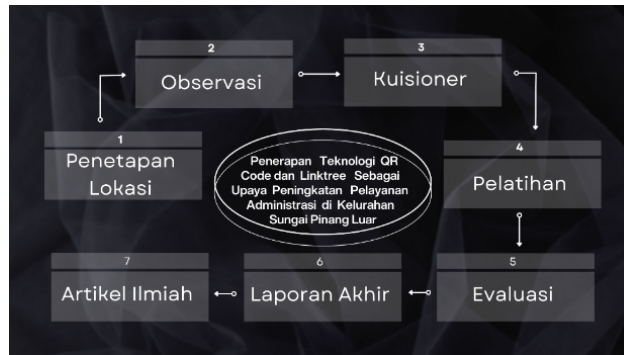 1
Penetapan
Lokasi
2
Observasi
3
Kuisioner
4
Pelatihan
5
Evaluasi
6
Laporan Akhir
7
Artikel Ilmiah
Penerapan Teknologi QR
Code dan Linktree Sebagai
Upaya Peningkatan Pelayanan
Administrasi di Kelurahan
Sungai Pinang Luar